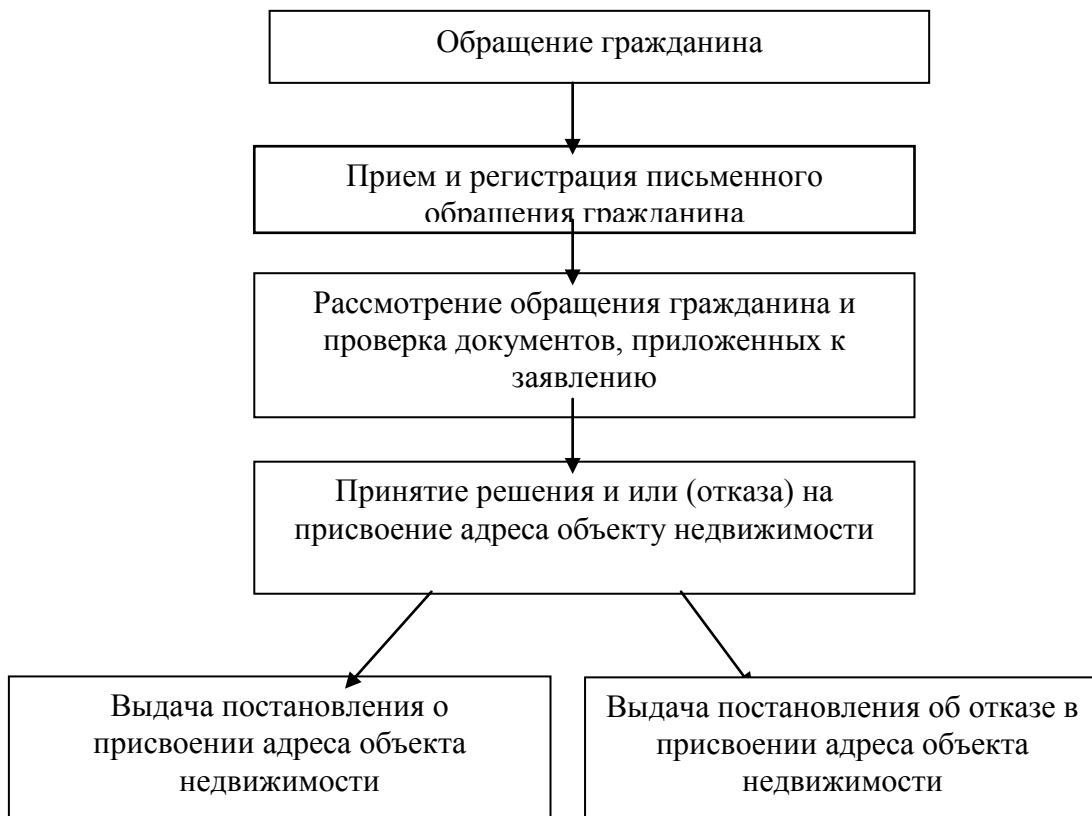 Обращение гражданина
Прием и регистрация письменного
обращения гражданина
Рассмотрение обращения гражданина и
проверка документов, приложенных к
заявлению
Принятие решения и или (отказа) на
присвоение адреса объекту недвижимости
Выдача постановления о
присвоении адреса объекта
недвижимости
Выдача постановления об отказе в
присвоении адреса объекта
недвижимости